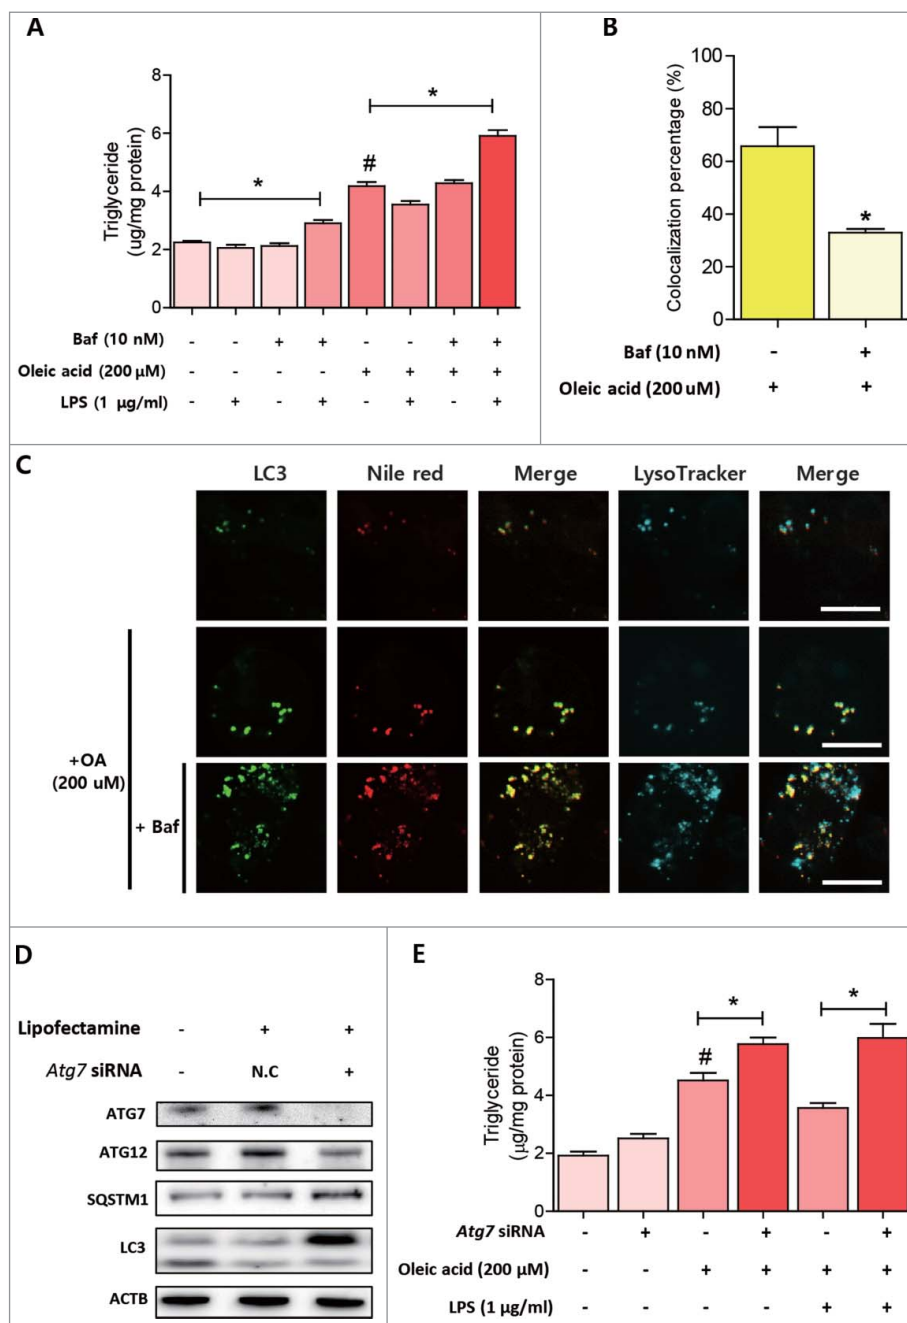 A
8
6
4
2
0
Triglyceride
(ug/mg protein)
*
#
*
Baf (10 nM) - - + + - - + +
Oleic acid (200 µM) - - - - + + + +
LPS (1 µg/ml) - + - + - + - +
B
100
80
60
40
20
0
Colocalization percentage (%)
*
Baf (10 nM) - +
Oleic acid (200 uM) + +
C
LC3 Nile red Merge LysoTracker Merge
+OA
(200 uM)
+ Baf
D
Lipofectamine - + +
Atg7 siRNA - N.C +
ATG7
ATG12
SQSTM1
LC3
ACTB
E
8
6
4
2
0
Triglyceride
(µg/mg protein)
#
*
*
Atg7 siRNA - + - + - +
Oleic acid (200 µM) - - + + + +
LPS (1 µg/ml) - - - - + +